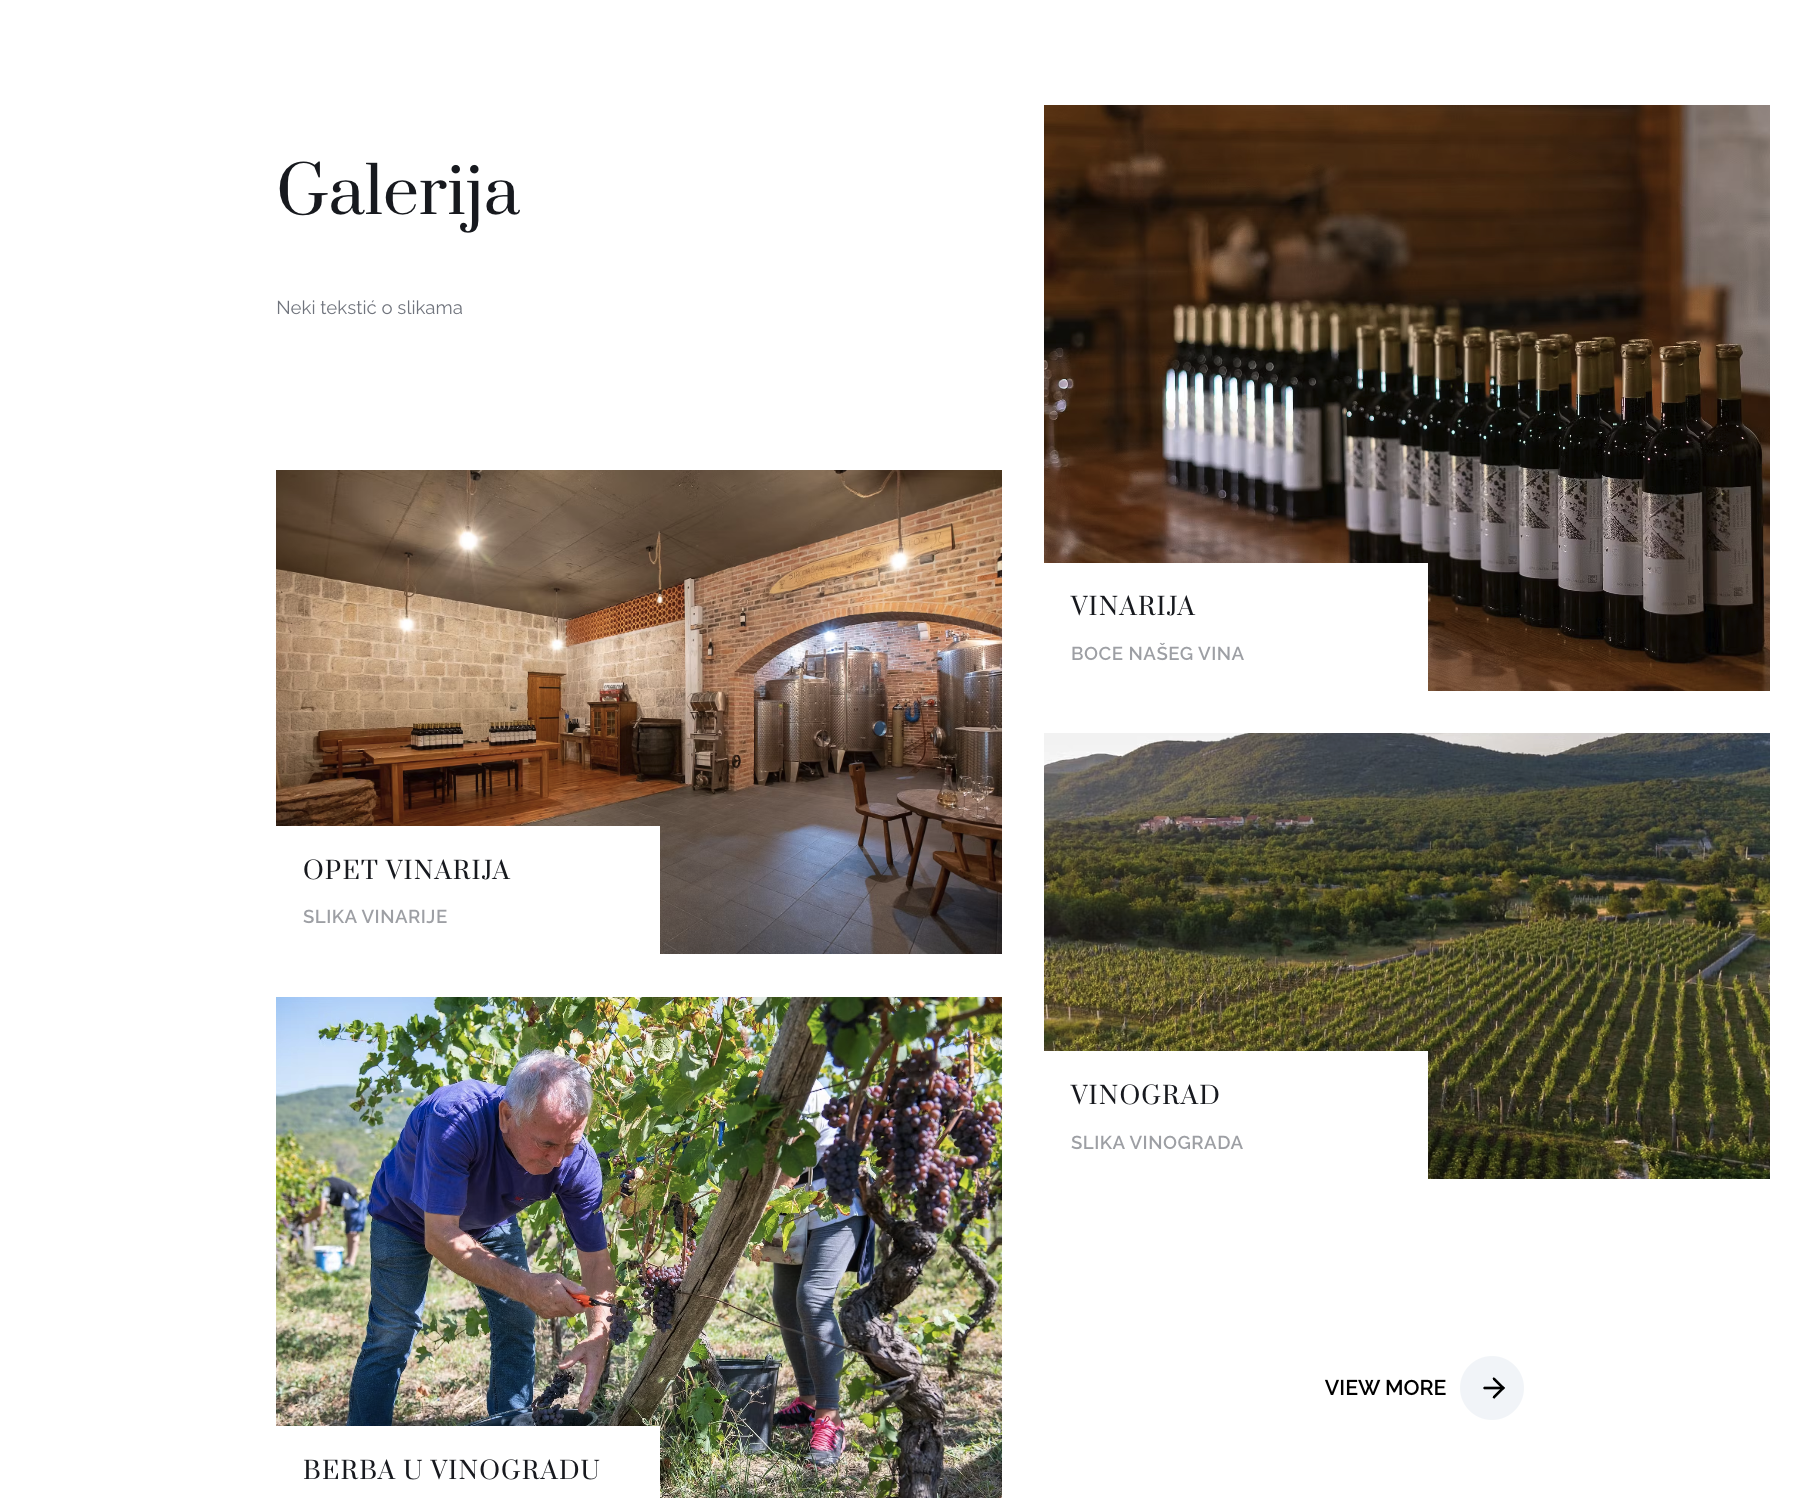 Galerija
Neki tekstić o slikama
OPET VINARIJA
SLIKA VINARIJE
BERBA U VINOGRADU
VINARIJA
BOCE NAŠEG VINA
VINOGRAD
SLIKA VINOGRADA
VIEW MORE